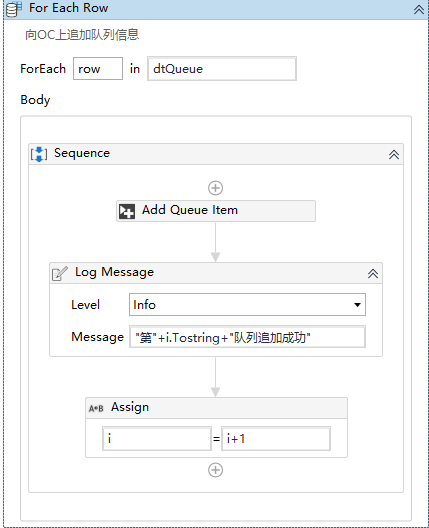 For Each Row
向OC上追加队列信息
ForEach row in dtQueue
Body
Sequence
Add Queue Item
Log Message
Level Info
Message "第"+i.Tostring+"队列追加成功"
A*B Assign
i = i+1